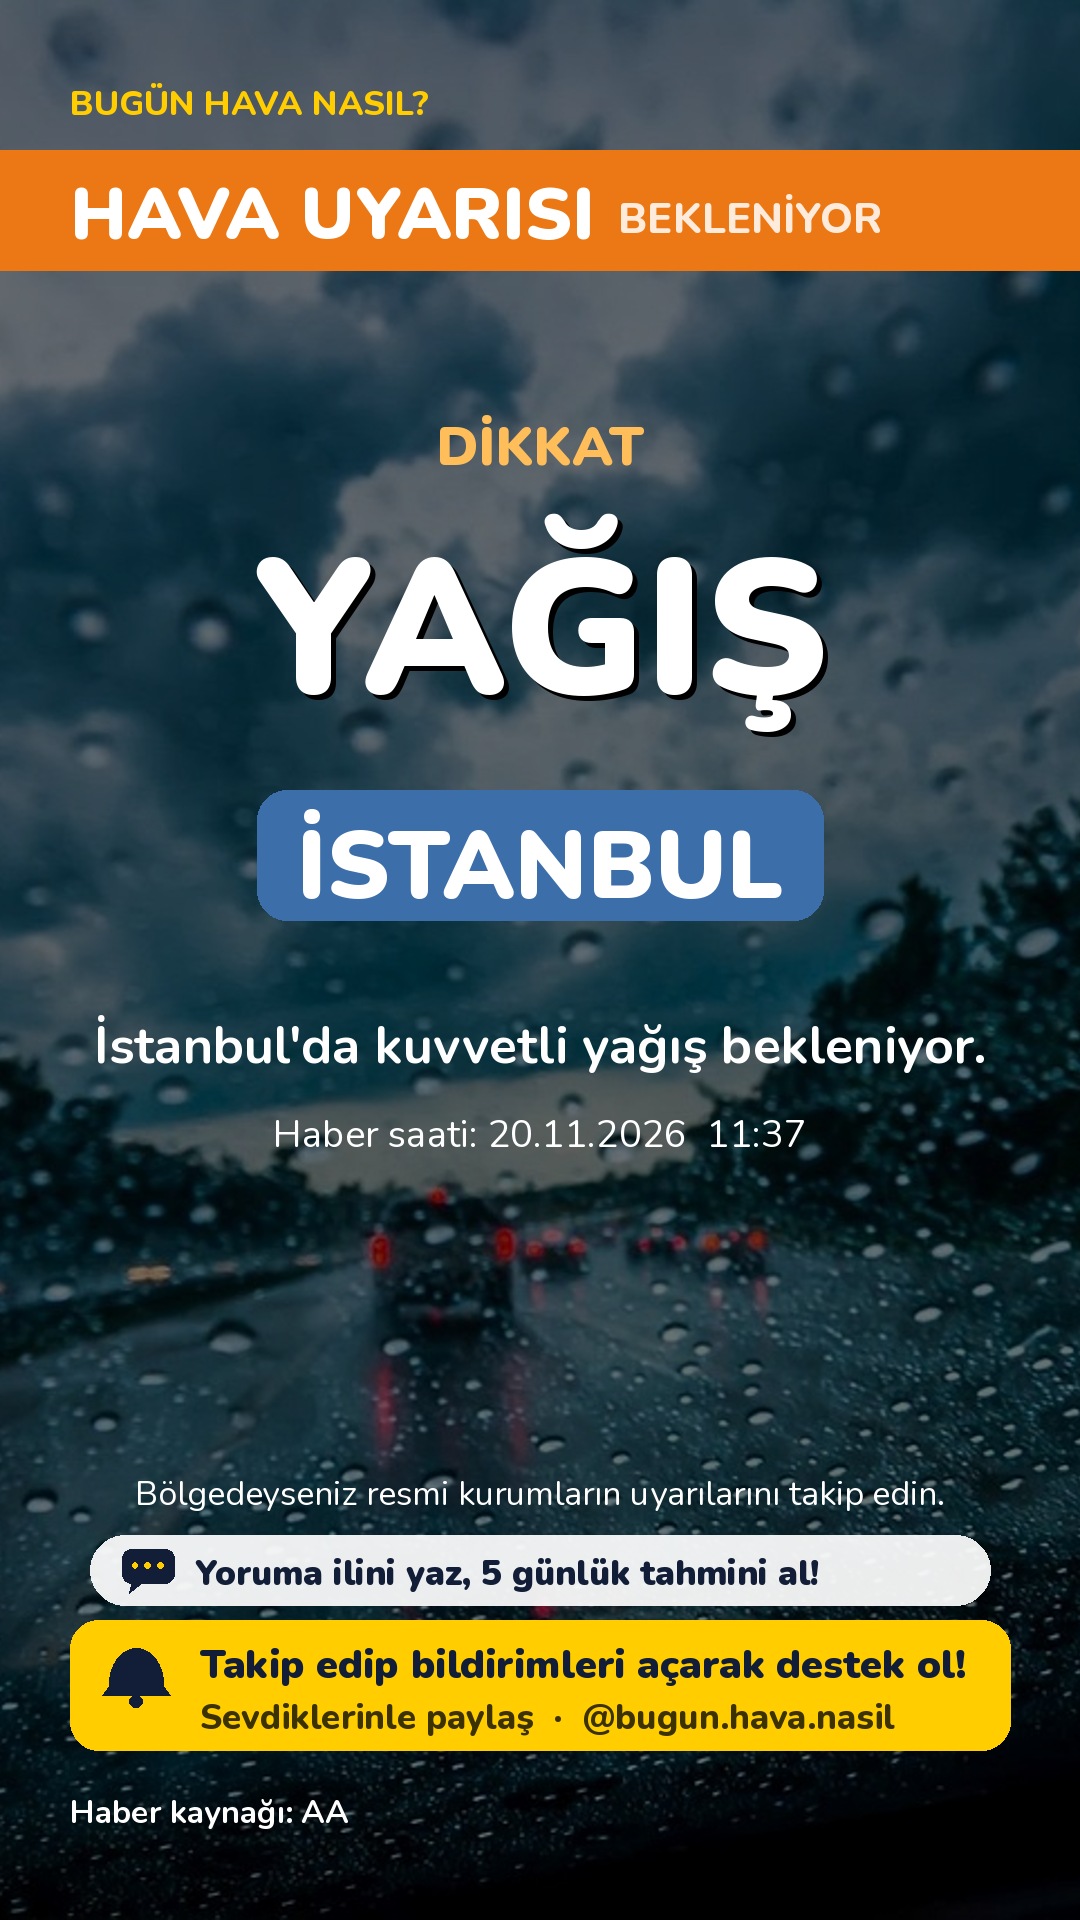 BUGÜN HAVA NASIL?
HAVA UYARISI BEKLENİYOR
DİKKAT
YAĞIŞ
İSTANBUL
İstanbul'da kuvvetli yağış bekleniyor.
Haber saati: 20.11.2026 11:37
Bölgedeyseniz resmi kurumların uyarılarını takip edin.
Yoruma ilini yaz, 5 günlük tahmini al!
Takip edip bildirimleri açarak destek ol!
Sevdiklerinle paylaş · @bugun.hava.nasil
Haber kaynağı: AA